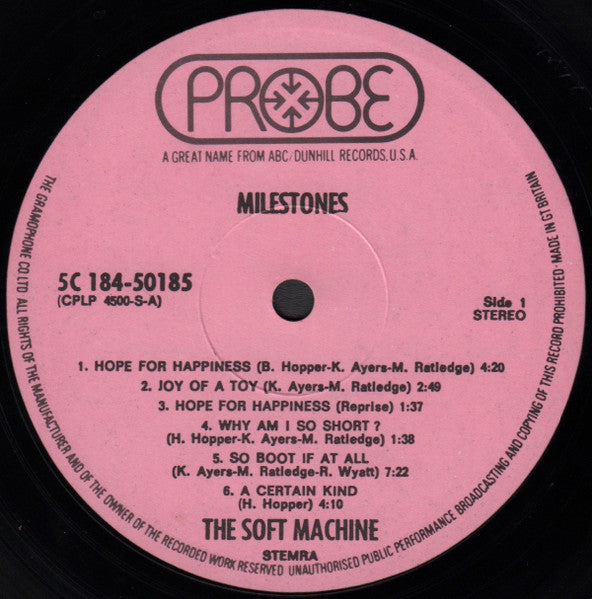 PROBE
A GREAT NAME FROM ABC/DUNHILL RECORDS, U.S.A.
MILESTONES
5C 184-50185
(CPLP 4500-S-A)
Side 1
STEREO
1. HOPE FOR HAPPINESS (B. Hopper-K. Ayers-M. Ratledge) 4:20
2. JOY OF A TOY (K. Ayers-M. Ratledge) 2:49
3. HOPE FOR HAPPINESS (Reprise) 1:37
4. WHY AM I SO SHORT ?
(H. Hopper-K. Ayers-M. Ratledge) 1:38
5. SO BOOT IF AT ALL
(K. Ayers-M. Ratledge-R. Wyatt) 7:22
6. A CERTAIN KIND
(H. Hopper) 4:10
THE SOFT MACHINE
STEMRA
THE GRAMOPHONE CO. LTD ALL RIGHTS OF THE MANUFACTURER AND OF THE OWNER OF THE RECORDED WORK RESERVED UNAUTHORISED PUBLIC PERFORMANCE BROADCASTING AND COPYING OF THIS RECORD PROHIBITED · MADE IN GT BRITAIN